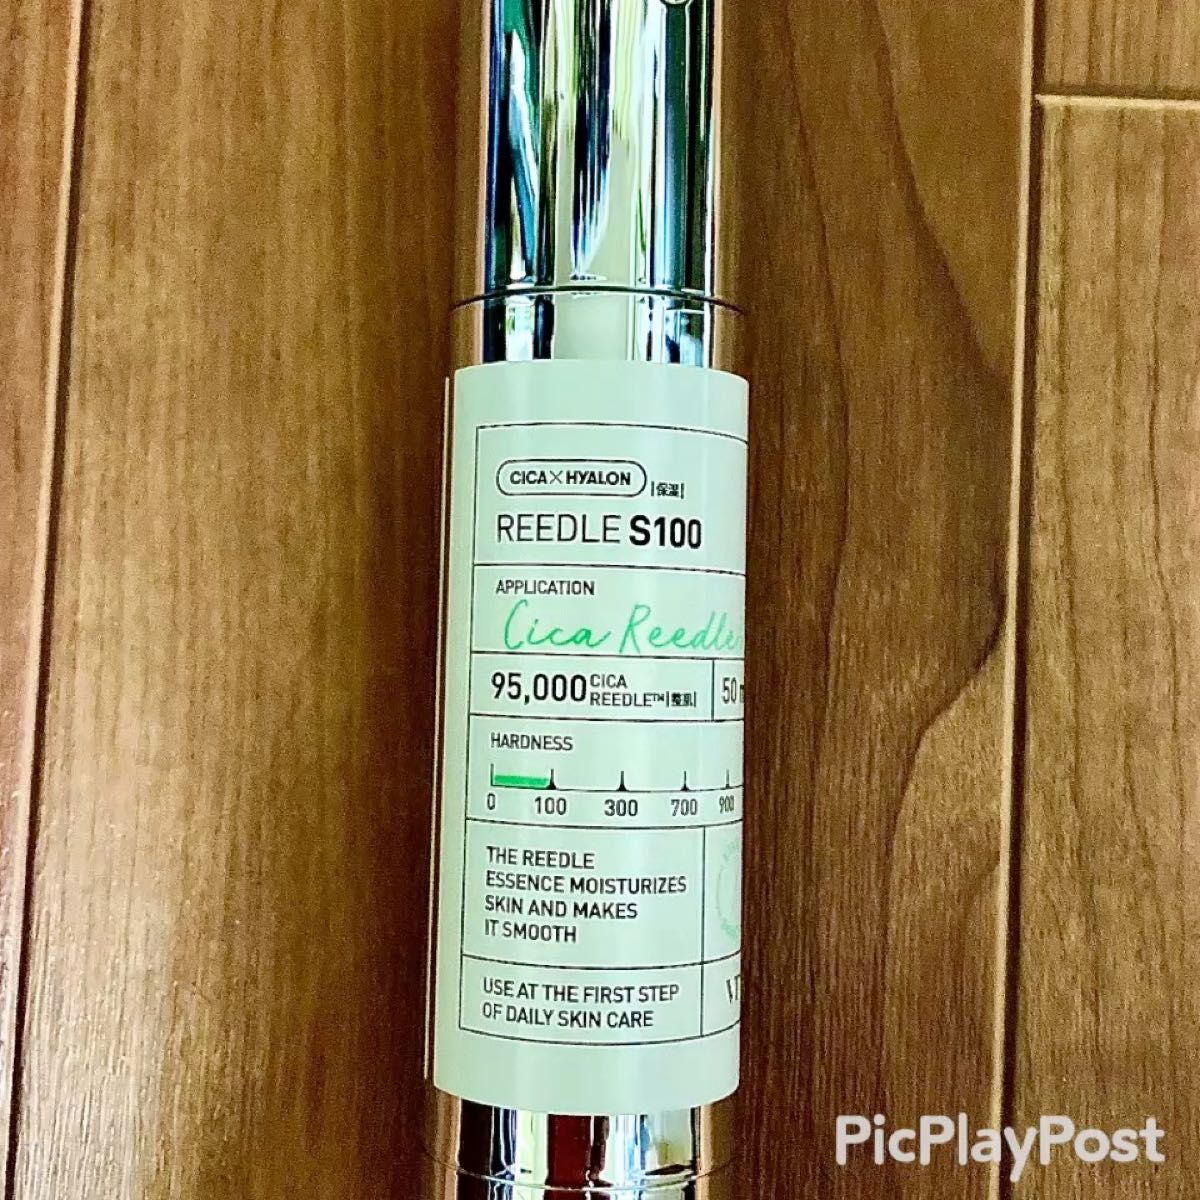 CICA×HYALON |保湿|
REEDLE S100
APPLICATION
Cica Reedle
95,000 CICA REEDLE™|整肌| 50
HARDNESS
0 100 300 700 900
THE REEDLE
ESSENCE MOISTURIZES
SKIN AND MAKES
IT SMOOTH
USE AT THE FIRST STEP
OF DAILY SKIN CARE
VT
PicPlayPost